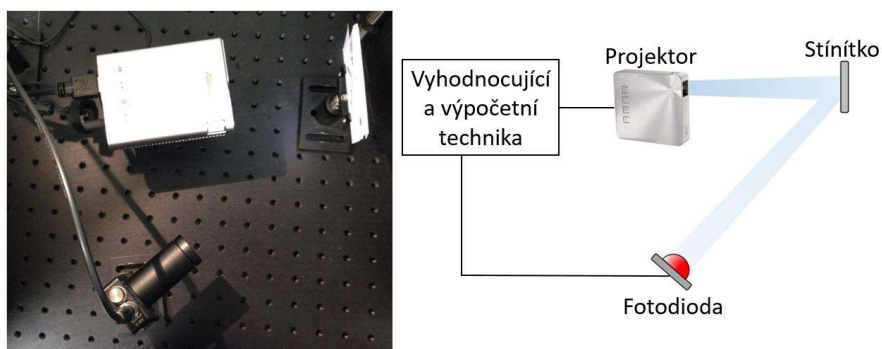 Vyhodnocující
a výpočetní
technika
Projektor
Stínítko
Fotodioda